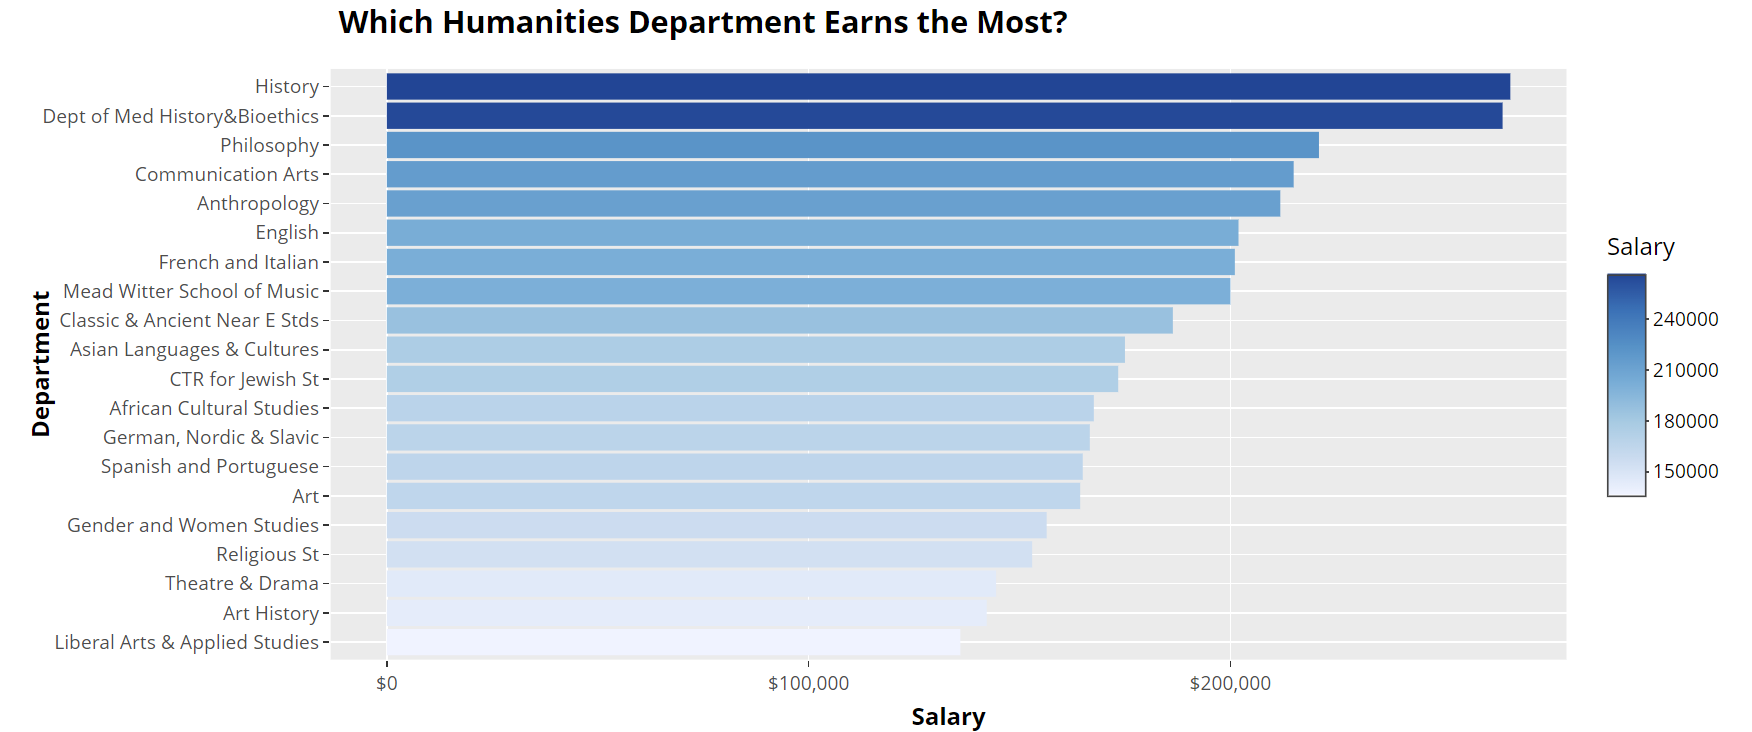 Which Humanities Department Earns the Most?
History
Dept of Med History&Bioethics
Philosophy
Communication Arts
Anthropology
English
French and Italian
Mead Witter School of Music
Classic & Ancient Near E Stds
Asian Languages & Cultures
CTR for Jewish St
African Cultural Studies
German, Nordic & Slavic
Spanish and Portuguese
Art
Gender and Women Studies
Religious St
Theatre & Drama
Art History
Liberal Arts & Applied Studies
Department
$0
$100,000
$200,000
Salary
Salary
240000
210000
180000
150000